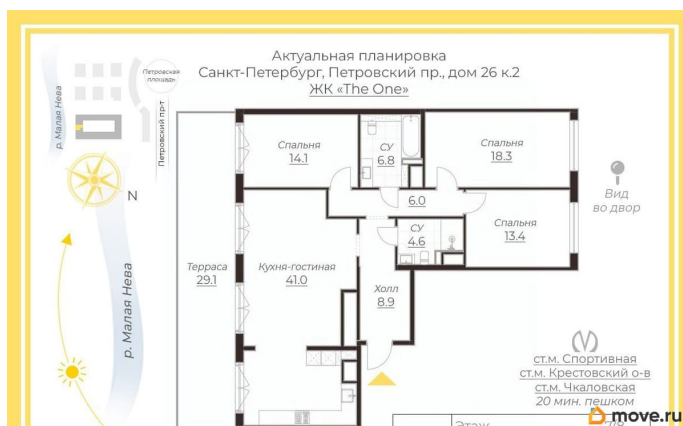 Актуальная планировка
Санкт-Петербург, Петровский пр., дом 26 к.2
ЖК «The One»
р. Малая Нева
Петровская
площадь
Петровский пр-т
N
р. Малая Нева
Спальня
14.1
СУ
6.8
Спальня
18.3
6.0
Вид
во двор
СУ
4.6
Спальня
13.4
Терраса
29.1
Кухня-гостиная
41.0
Холл
8.9
ст.м. Спортивная
ст.м. Крестовский о-в
ст.м. Чкаловская
20 мин. пешком
Этаж
move.ru